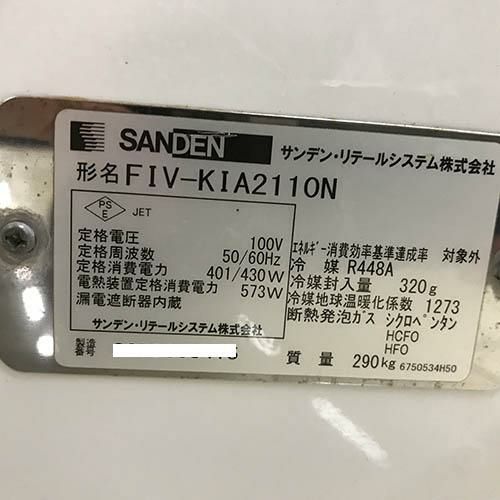 SANDEN サンデン・リテールシステム株式会社
形名 FIV-KIA2110N
PS E JET
定格電圧 100V
定格周波数 50/60Hz
定格消費電力 401/430W
電熱装置定格消費電力 573W
漏電遮断器内蔵
サンデン・リテールシステム株式会社
製造番号
エネルギー消費効率基準達成率 対象外
冷媒 R448A
冷媒封入量 320g
冷媒地球温暖化係数 1273
断熱発泡ガス シクロペンタン
HCFO
HFO
質量 290kg 6750534H50